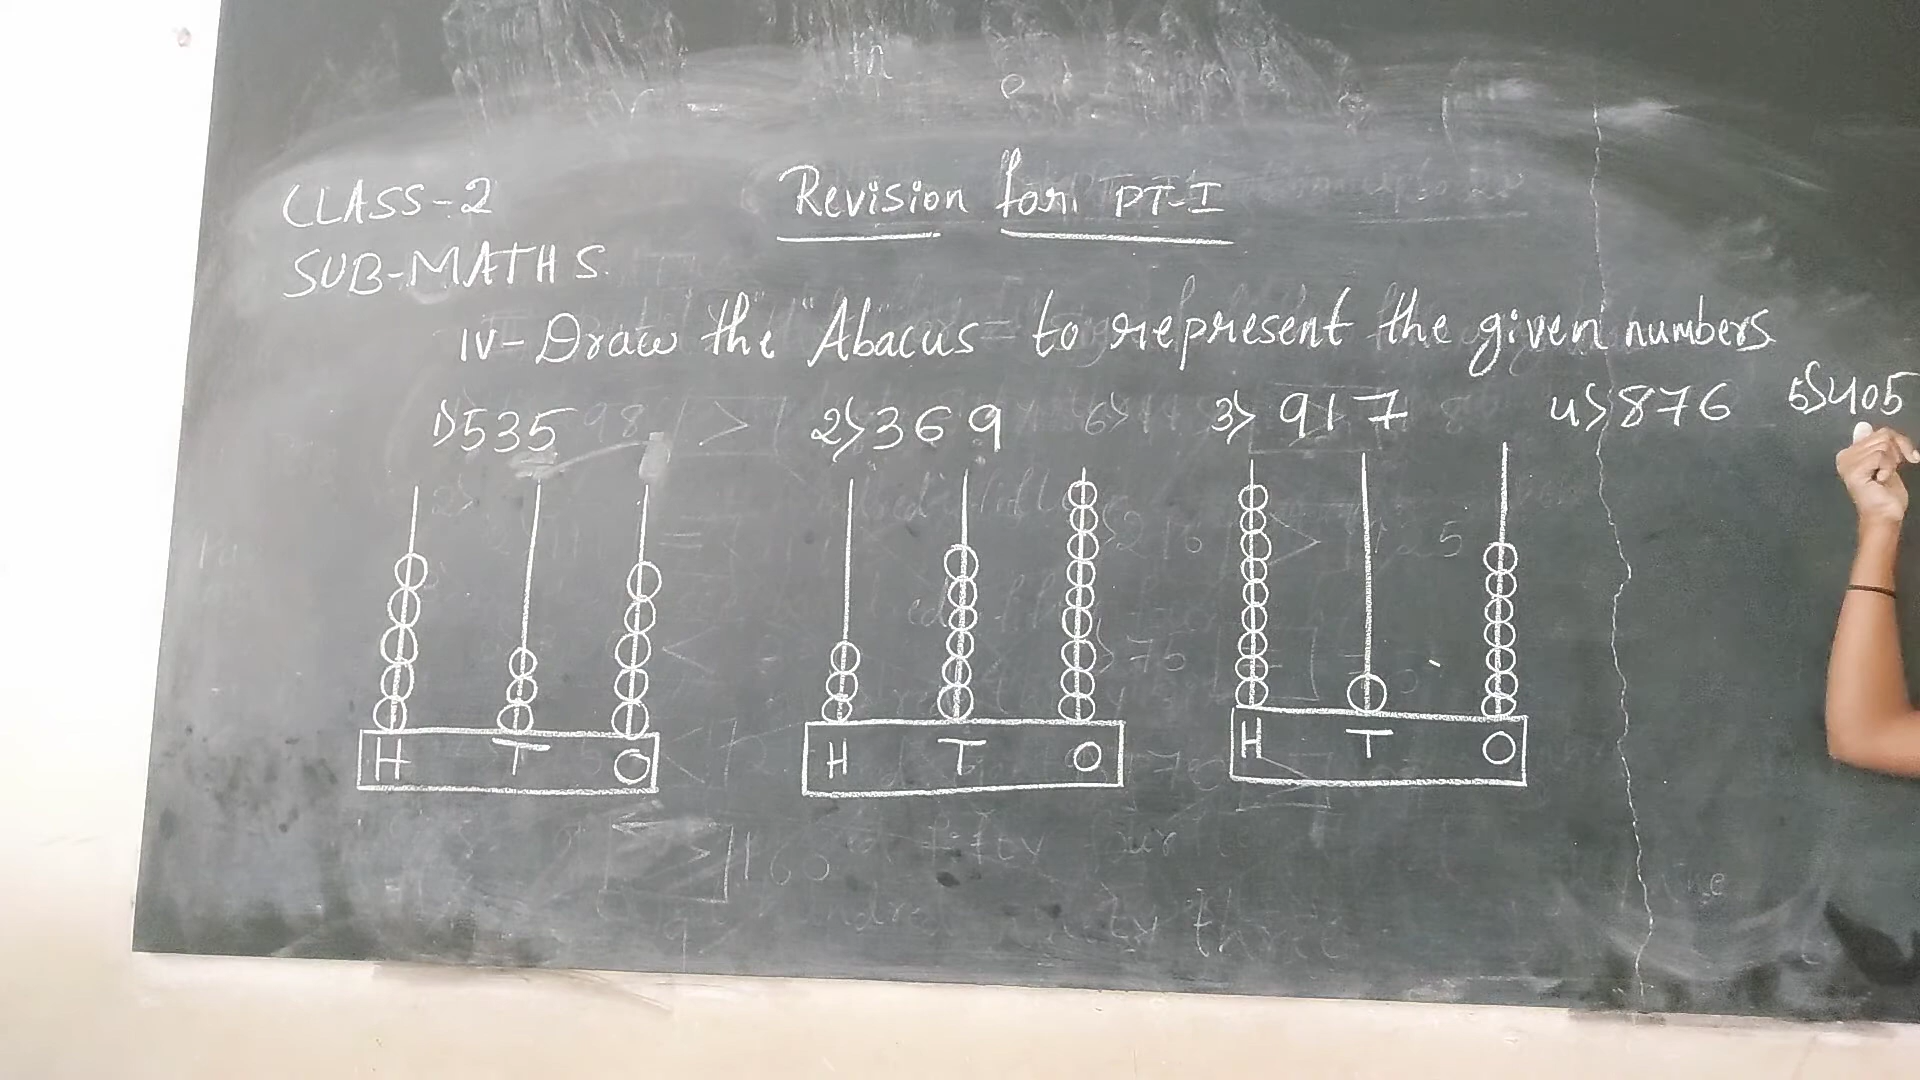 CLASS-2
Revision for PT-I
SUB-MATHS.
IV- Draw the "Abacus" to represent the given numbers
1) 535 2) 369 3) 917 4) 876 5) 405
H T O H T O H T O